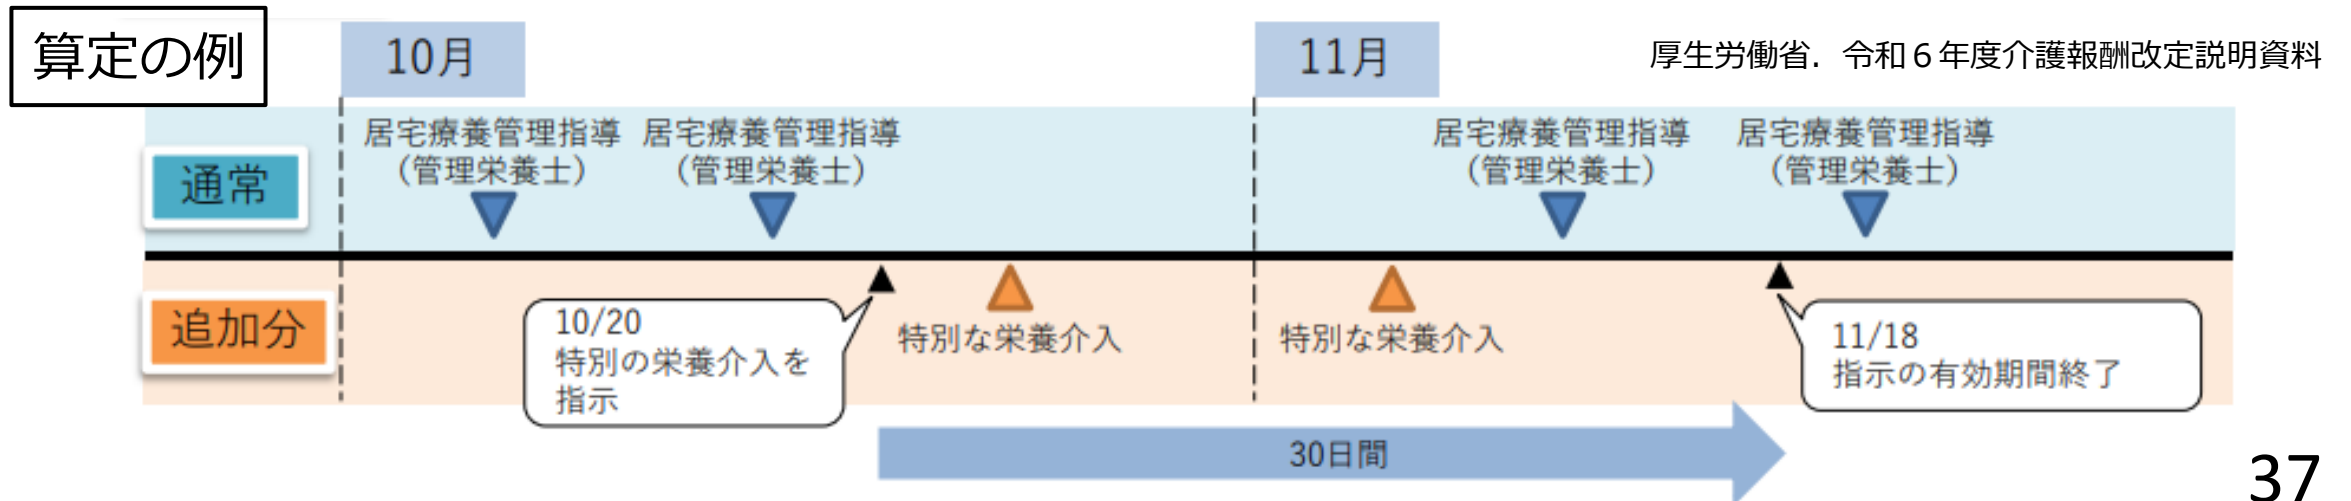 算定の例
10月
11月
厚生労働省．令和６年度介護報酬改定説明資料
通常
居宅療養管理指導
(管理栄養士)
居宅療養管理指導
(管理栄養士)
居宅療養管理指導
(管理栄養士)
居宅療養管理指導
(管理栄養士)
追加分
10/20
特別の栄養介入を
指示
特別な栄養介入
特別な栄養介入
11/18
指示の有効期間終了
30日間
37